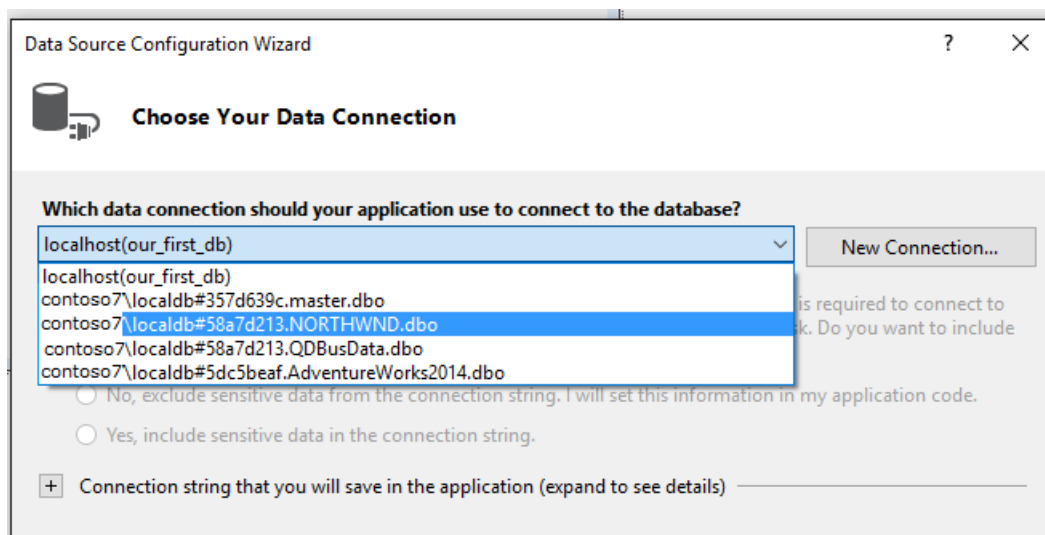 Data Source Configuration Wizard
?
Choose Your Data Connection
Which data connection should your application use to connect to the database?
localhost(our_first_db)
New Connection...
localhost(our_first_db)
contoso7\localdb#357d639c.master.dbo
is required to connect to
contoso7\localdb#58a7d213.NORTHWND.dbo
k. Do you want to include
contoso7\localdb#58a7d213.QDBusData.dbo
contoso7\localdb#5dc5beaf.AdventureWorks2014.dbo
No, exclude sensitive data from the connection string. I will set this information in my application code.
Yes, include sensitive data in the connection string.
+ Connection string that you will save in the application (expand to see details)